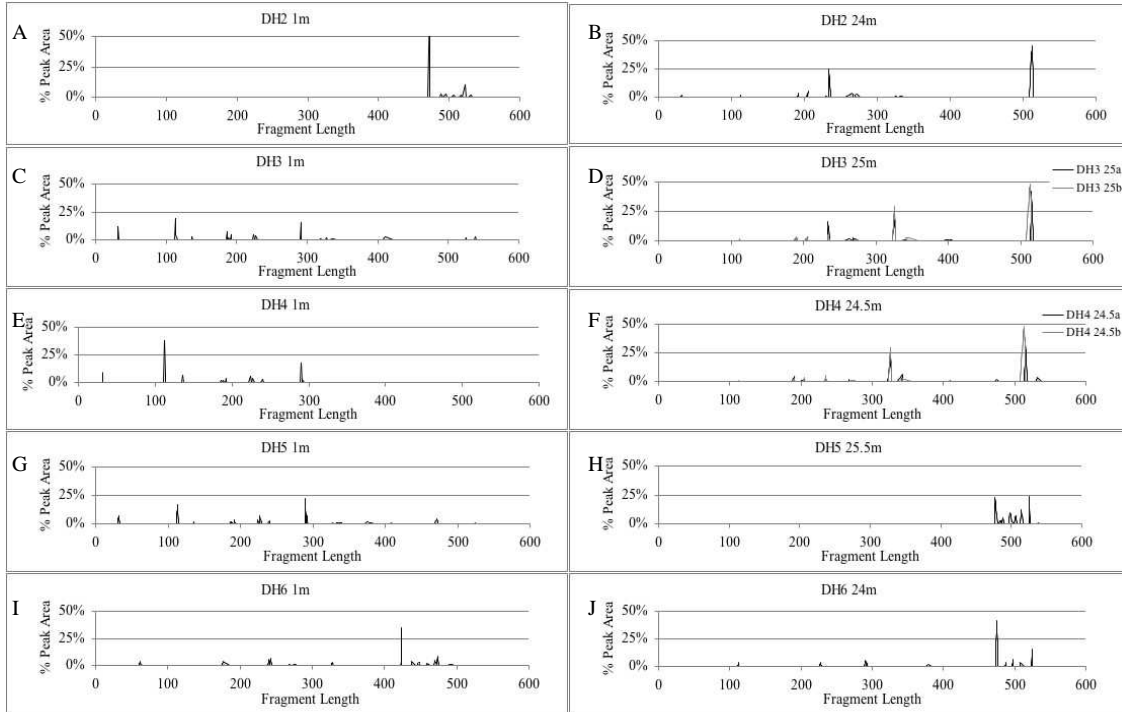 A
DH2 1m
% Peak Area
50%
25%
0%
0 100 200 300 400 500 600
Fragment Length
B
DH2 24m
% Peak Area
50%
25%
0%
0 100 200 300 400 500 600
Fragment Length
C
DH3 1m
% Peak Area
50%
25%
0%
0 100 200 300 400 500 600
Fragment Length
D
DH3 25m
% Peak Area
50%
25%
0%
0 100 200 300 400 500 600
Fragment Length
DH3 25a
DH3 25b
E
DH4 1m
% Peak Area
50%
25%
0%
0 100 200 300 400 500 600
Fragment Length
F
DH4 24.5m
% Peak Area
50%
25%
0%
0 100 200 300 400 500 600
Fragment Length
DH4 24.5a
DH4 24.5b
G
DH5 1m
% Peak Area
50%
25%
0%
0 100 200 300 400 500 600
Fragment Length
H
DH5 25.5m
% Peak Area
50%
25%
0%
0 100 200 300 400 500 600
Fragment Length
I
DH6 1m
% Peak Area
50%
25%
0%
0 100 200 300 400 500 600
Fragment Length
J
DH6 24m
% Peak Area
50%
25%
0%
0 100 200 300 400 500 600
Fragment Length